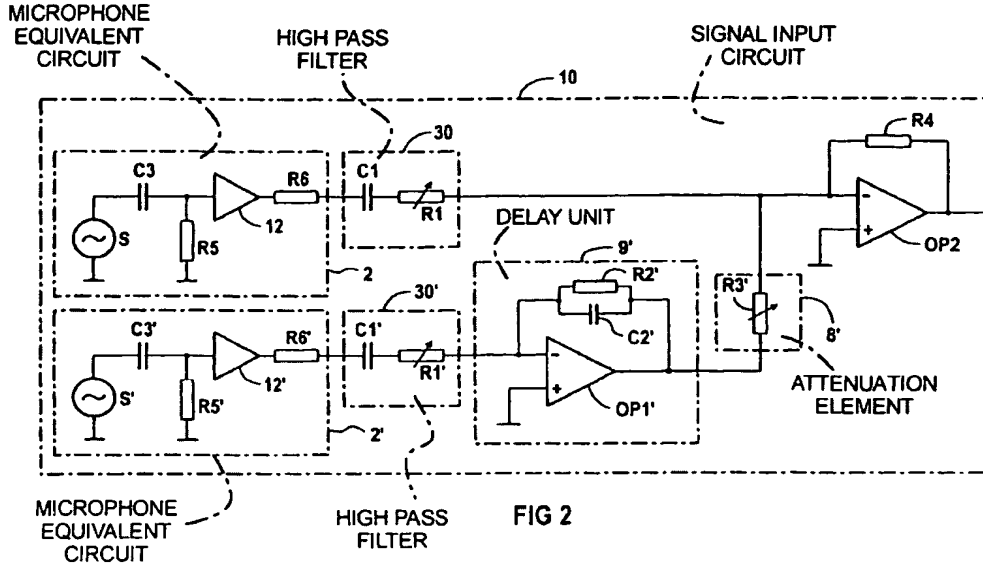 MICROPHONE
EQUIVALENT
CIRCUIT
HIGH PASS
FILTER
SIGNAL INPUT
CIRCUIT
10
30
R4
C3
R6
C1
R1
12
S
R5
2
OP2
DELAY UNIT
9'
R2'
C2'
R3'
8'
30'
C3'
R6'
C1'
R1'
12'
S'
R5'
2'
OP1'
ATTENUATION
ELEMENT
MICROPHONE
EQUIVALENT
CIRCUIT
HIGH PASS
FILTER
FIG 2